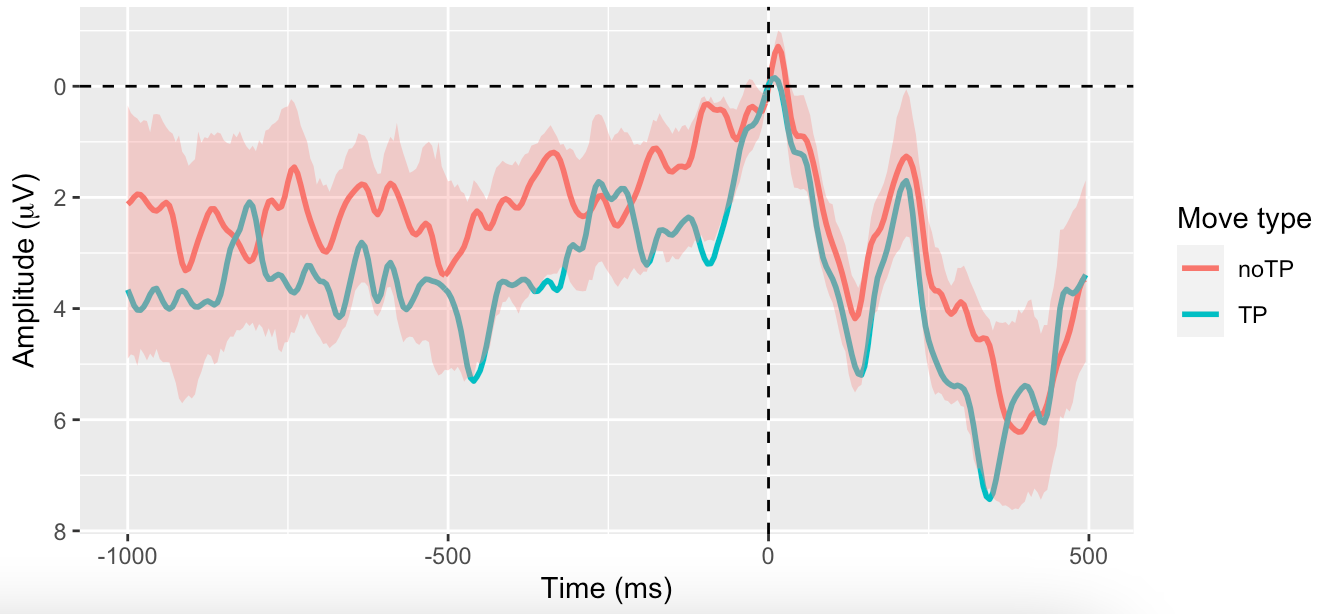 Amplitude (μV)
0
2
4
6
8
-1000
-500
0
500
Time (ms)
Move type
noTP
TP